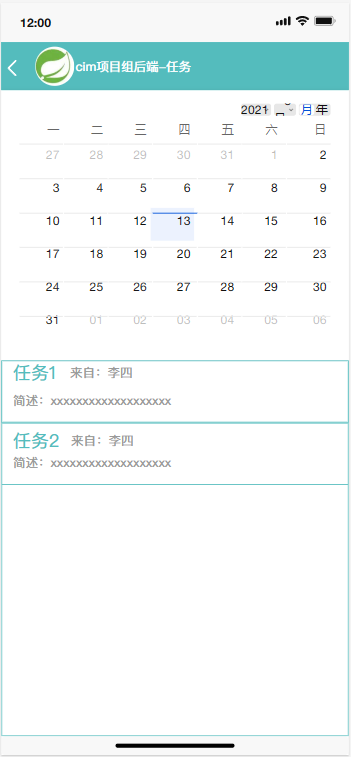 12:00
cim项目组后端-任务
2021 月 年
一 二 三 四 五 六 日
27 28 29 30 31 1 2
3 4 5 6 7 8 9
10 11 12 13 14 15 16
17 18 19 20 21 22 23
24 25 26 27 28 29 30
31 01 02 03 04 05 06
任务1 来自：李四
简述：xxxxxxxxxxxxxxxxxxx
任务2 来自：李四
简述：xxxxxxxxxxxxxxxxxxx